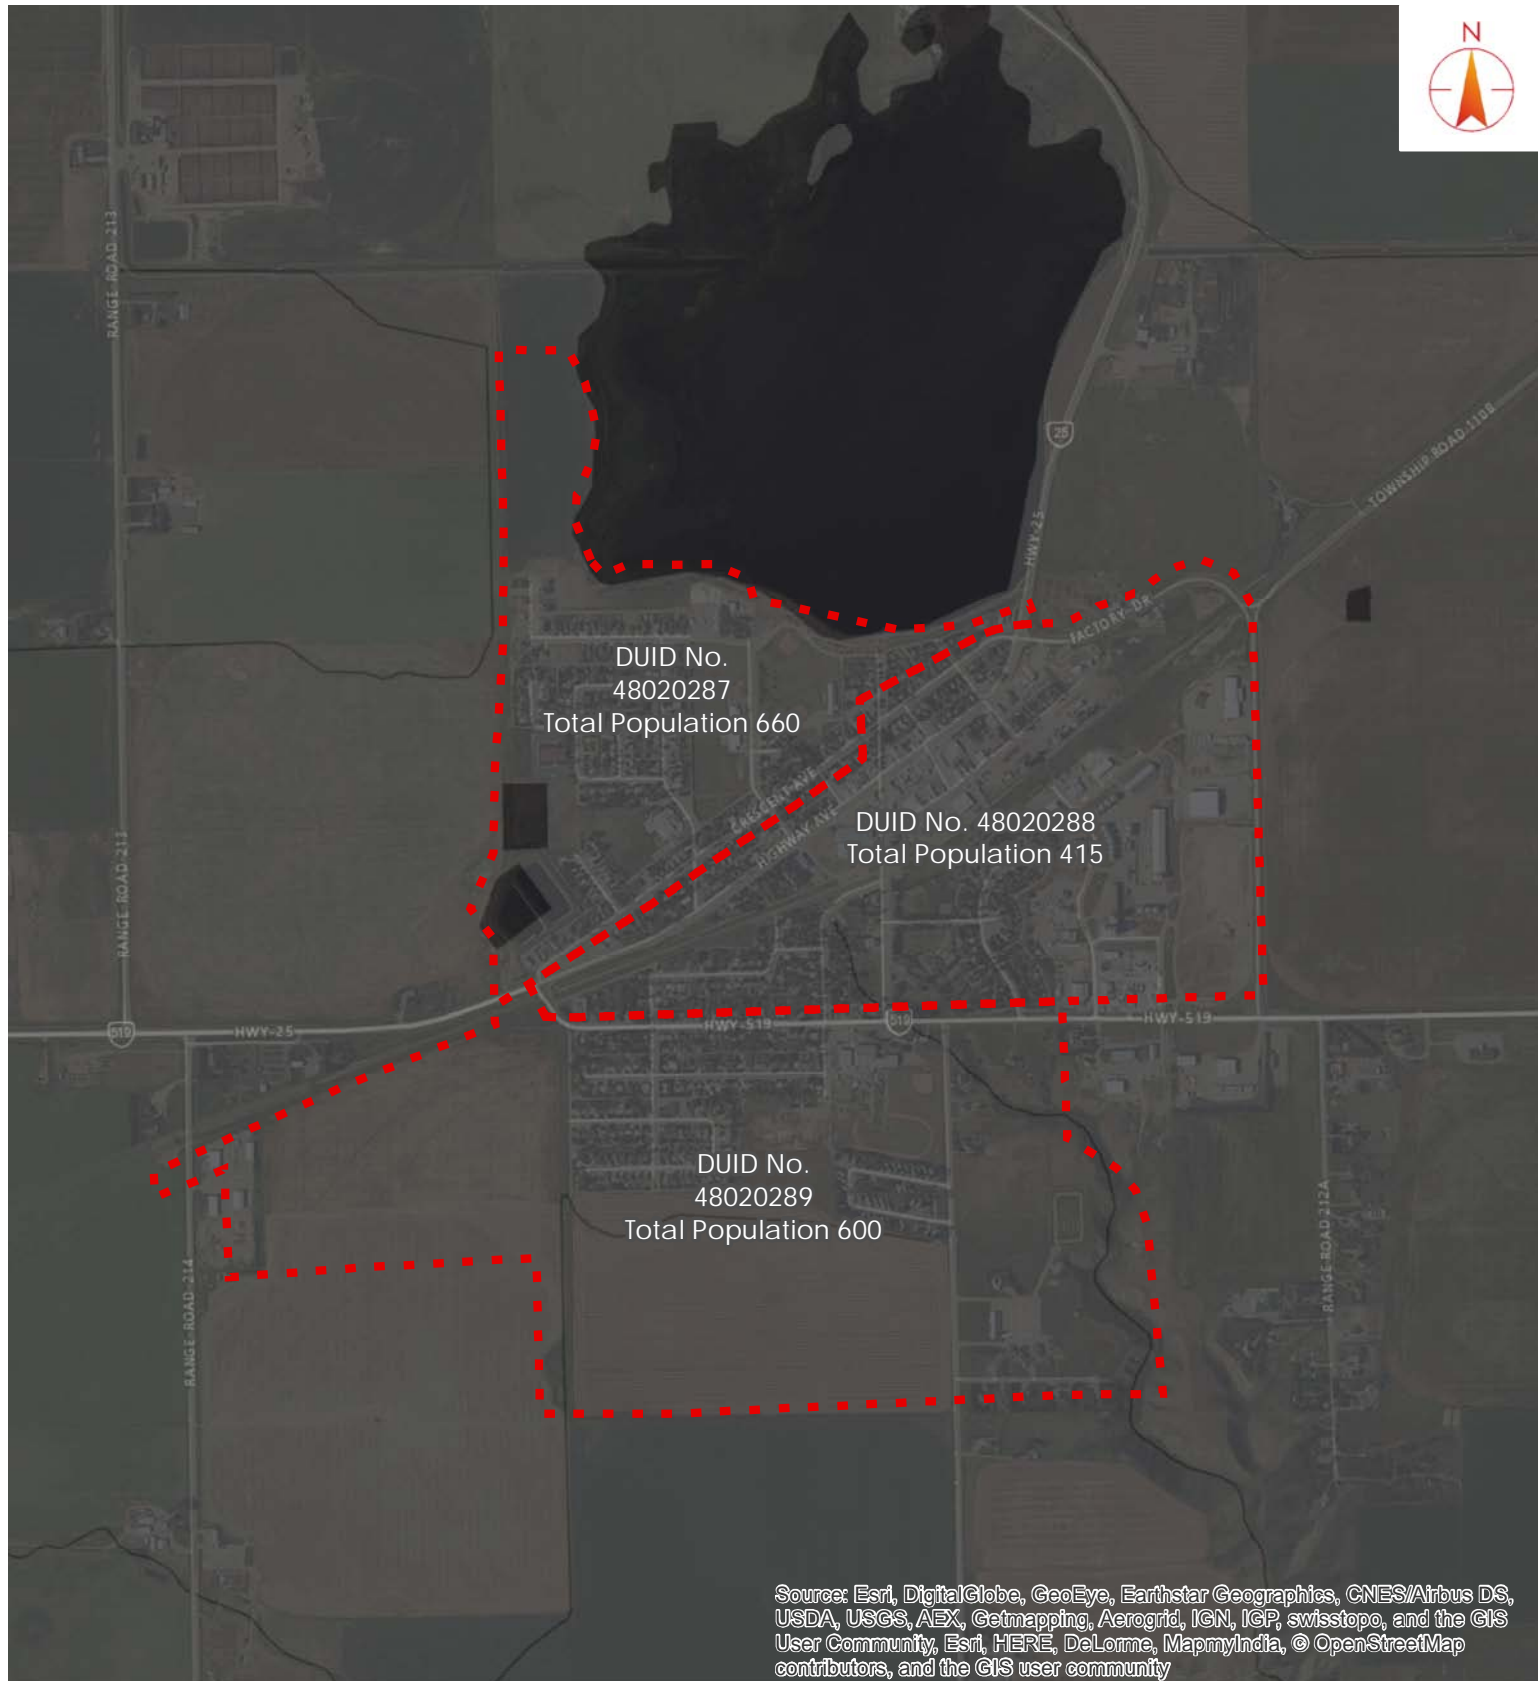 N
RANGE ROAD 213
25
TOWNSHIP ROAD 110B
HWY-25
FACTORY DR
DUID No.
48020287
Total Population 660
CRESCENT AVE
HIGHWAY AVE
DUID No. 48020288
Total Population 415
RANGE ROAD 213
519
HWY-25
HWY-519
519
HWY-519
DUID No.
48020289
Total Population 600
RANGE ROAD 212A
RANGE ROAD 214
Source: Esri, DigitalGlobe, GeoEye, Earthstar Geographics, CNES/Airbus DS,
USDA, USGS, AEX, Getmapping, Aerogrid, IGN, IGP, swisstopo, and the GIS
User Community, Esri, HERE, DeLorme, MapmyIndia, © OpenStreetMap
contributors, and the GIS user community